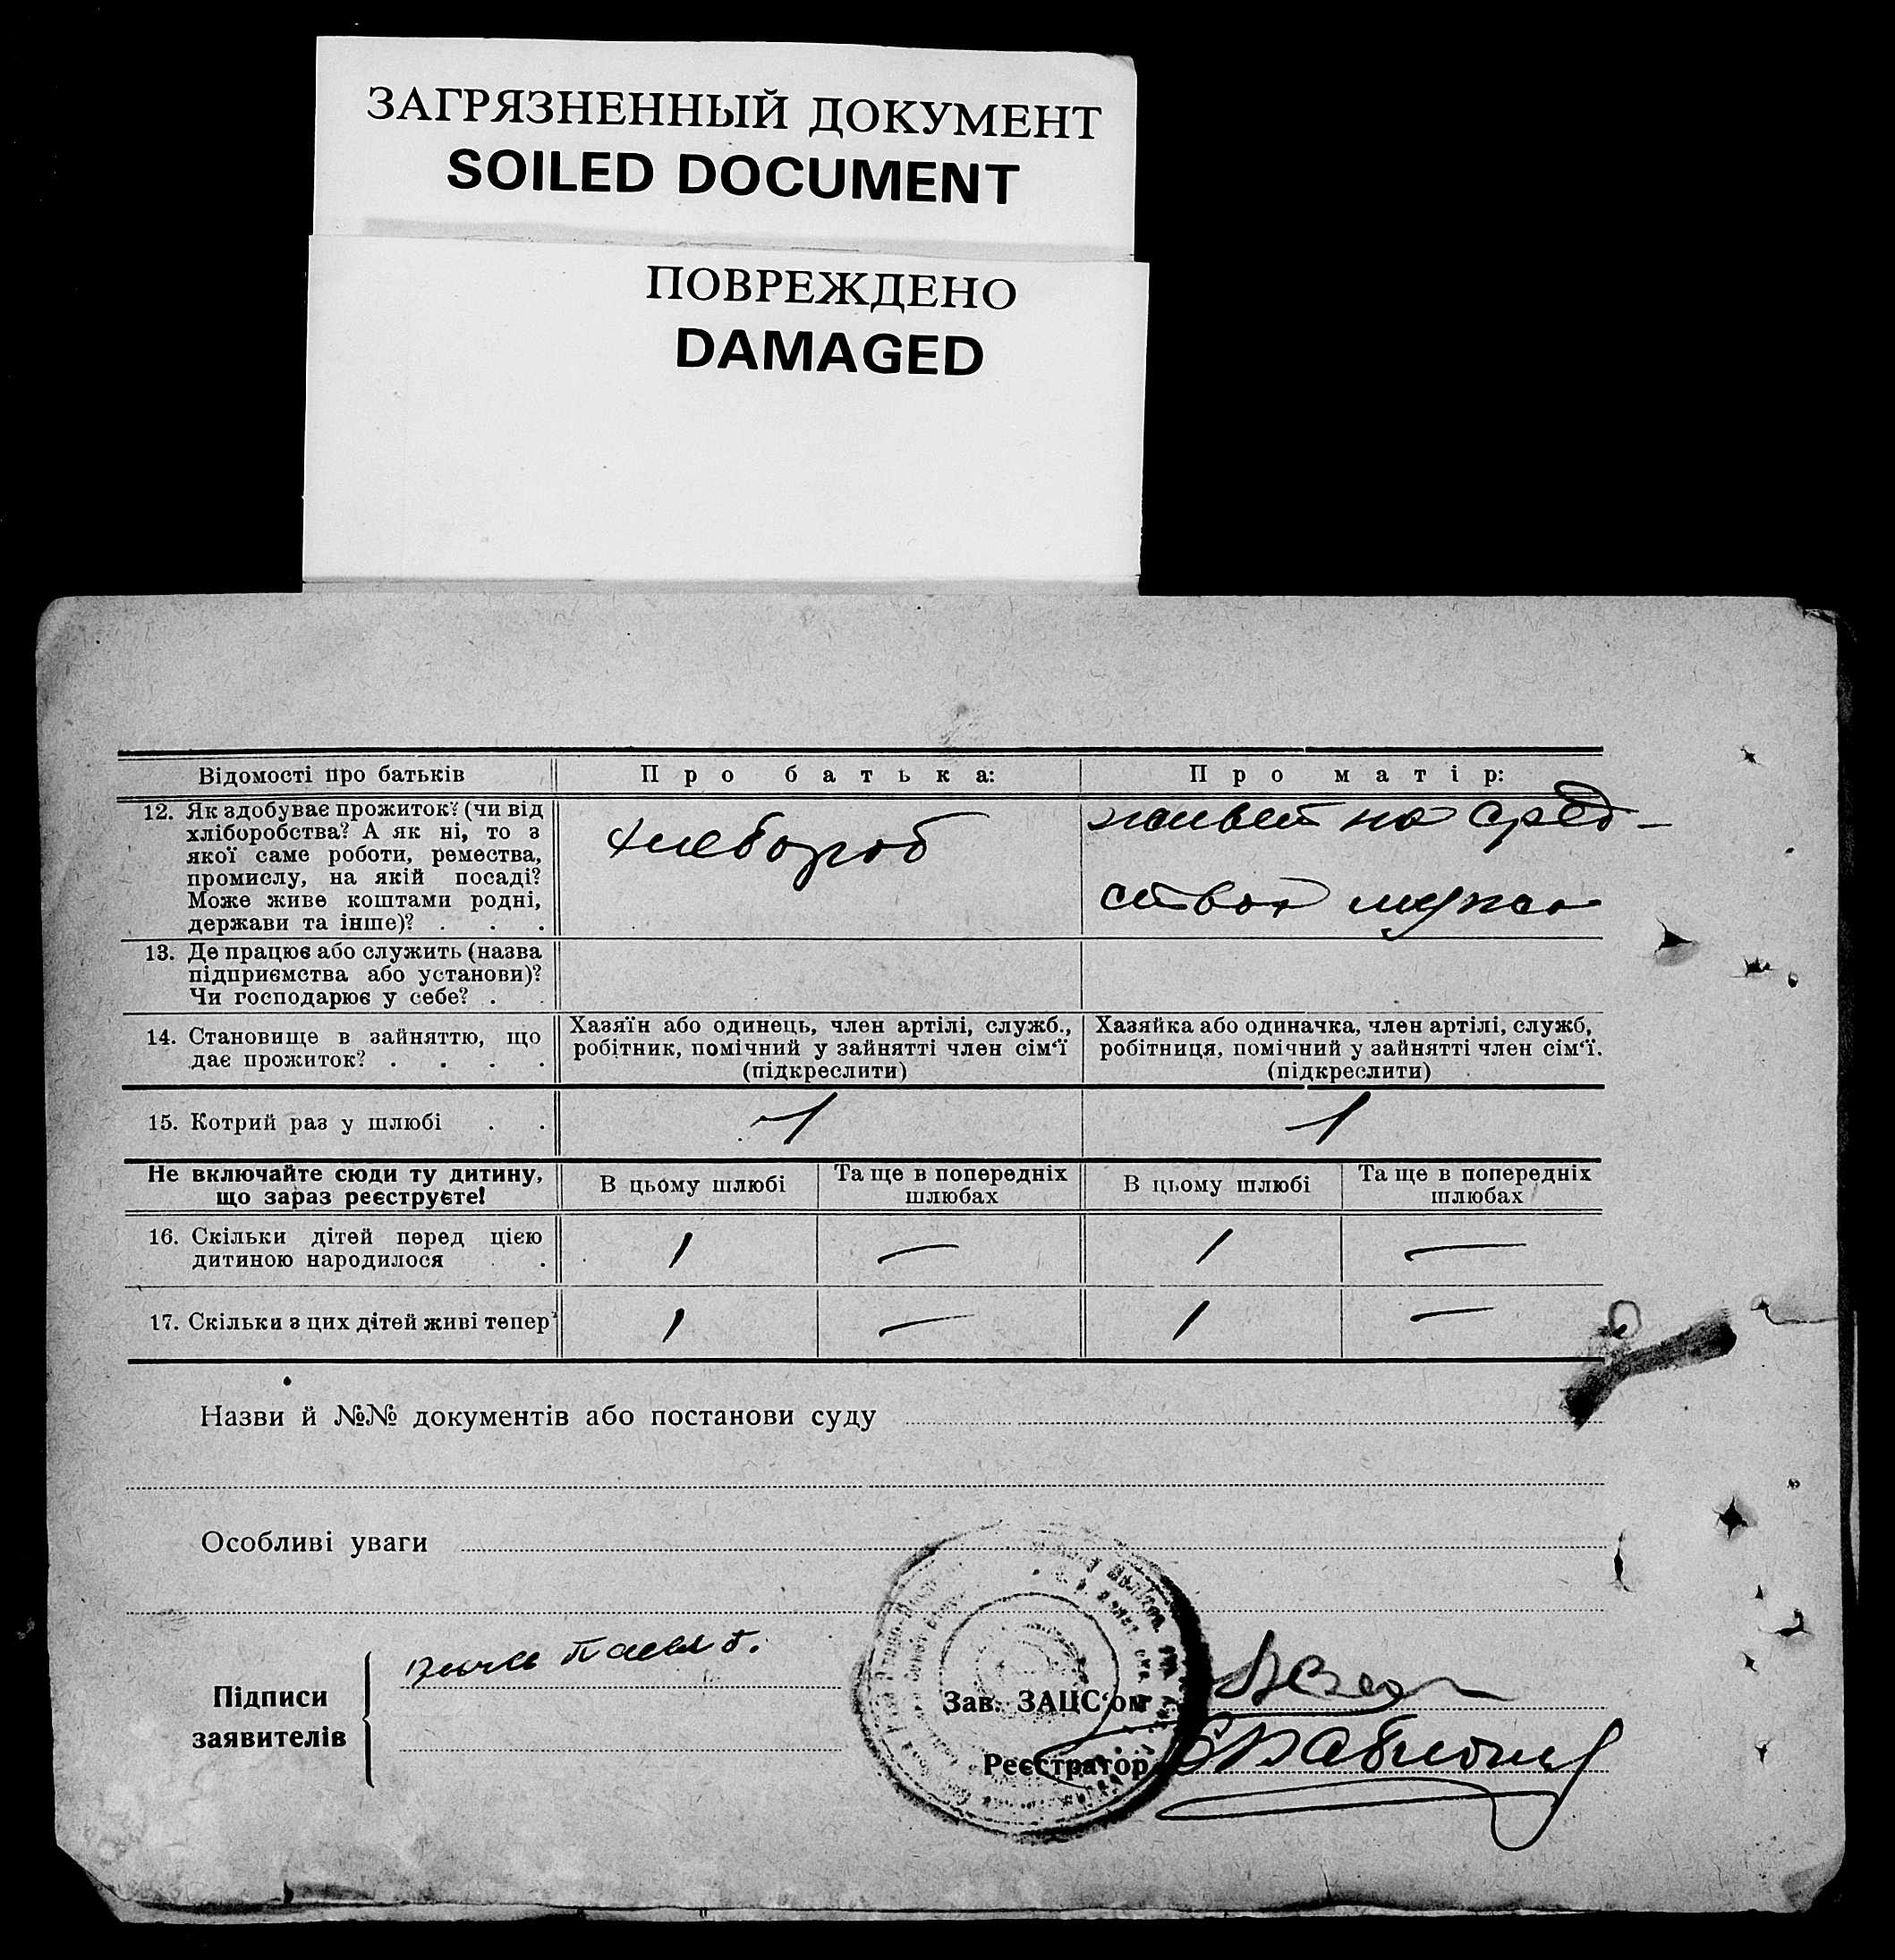 ЗАГРЯЗНЕННЫЙ ДОКУМЕНТ
SOILED DOCUMENT
ПОВРЕЖДЕНО
DAMAGED
Відомості про батьків
Про батька:
Про матір:
12. Як здобуває прожиток? (чи від
хліборобства? А як ні, то з
якої саме роботи, ремества,
промислу, на якій посаді?
Може живе коштами родні,
держави та інше)? . . .
хлебороб
живет на сред-
ствах мужа
13. Де працює або служить (назва
підприємства або установи)?
Чи господарює у себе? .
14. Становище в зайняттю, що
дає прожиток? . . . .
Хазяїн або одинець, член артілі, служб.,
робітник, помічний у зайнятті член сім‘ї
(підкреслити)
Хазяйка або одиначка, член артілі, служб,
робітниця, помічний у зайнятті член сім‘ї.
(підкреслити)
15. Котрий раз у шлюбі . .
1
1
Не включайте сюди ту дитину,
що зараз реєструєте!
В цьому шлюбі
Та ще в попередніх
шлюбах
В цьому шлюбі
Та ще в попередніх
шлюбах
16. Скільки дітей перед цією
дитиною народилося .
1
—
1
—
17. Скільки з цих дітей живі тепер?
1
—
1
—
Назви й №№ документів або постанови суду
Особливі уваги
Підписи
заявителів
Зав. ЗАЦС‘ом
Реєстратор